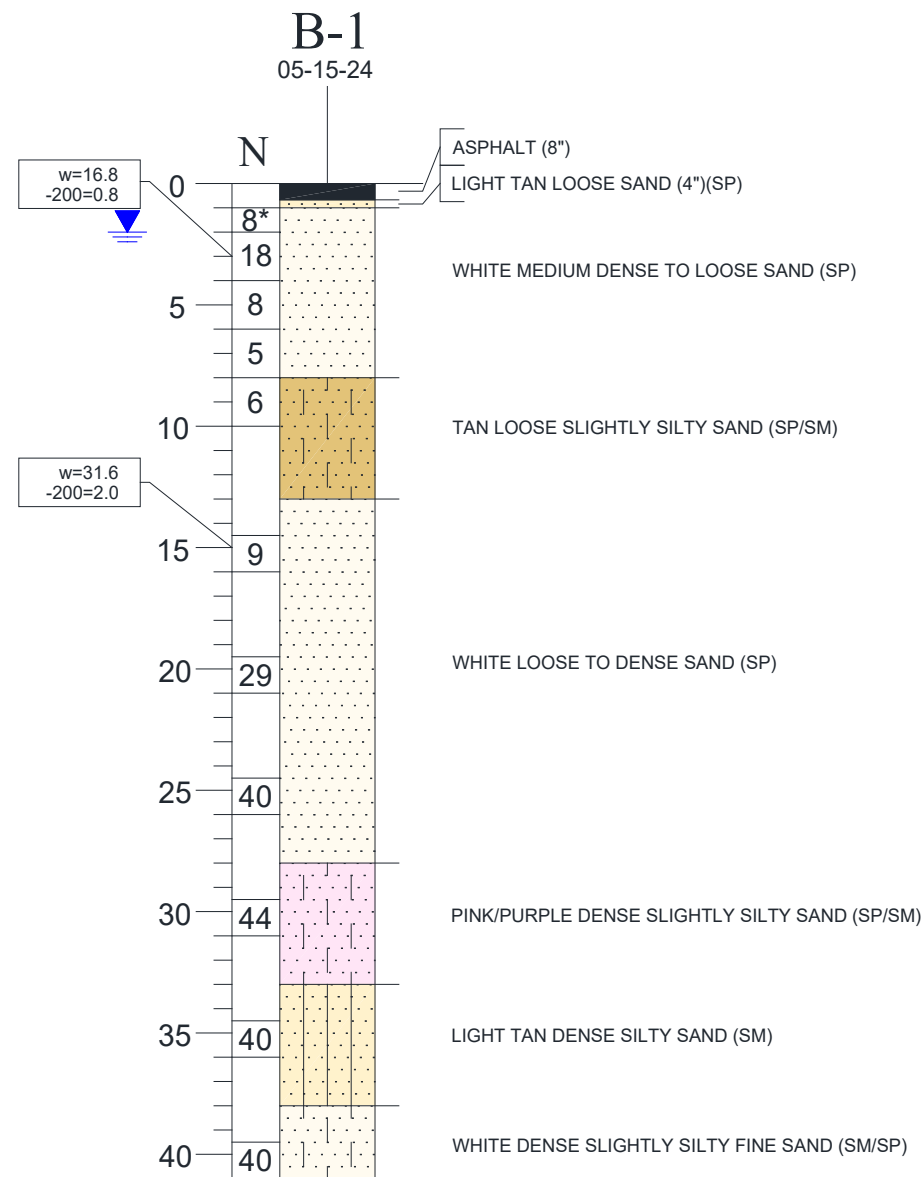 B-1
05-15-24
N
ASPHALT (8")
w=16.8
-200=0.8
0
LIGHT TAN LOOSE SAND (4")(SP)
8*
18
WHITE MEDIUM DENSE TO LOOSE SAND (SP)
5
8
5
6
10
TAN LOOSE SLIGHTLY SILTY SAND (SP/SM)
w=31.6
-200=2.0
15
9
WHITE LOOSE TO DENSE SAND (SP)
20
29
25
40
30
44
PINK/PURPLE DENSE SLIGHTLY SILTY SAND (SP/SM)
35
40
LIGHT TAN DENSE SILTY SAND (SM)
40
40
WHITE DENSE SLIGHTLY SILTY FINE SAND (SM/SP)